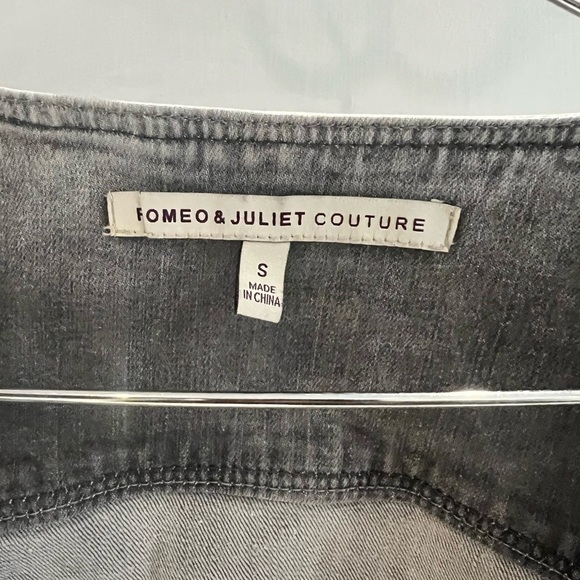 ROMEO & JULIET COUTURE
S
MADE
IN CHINA